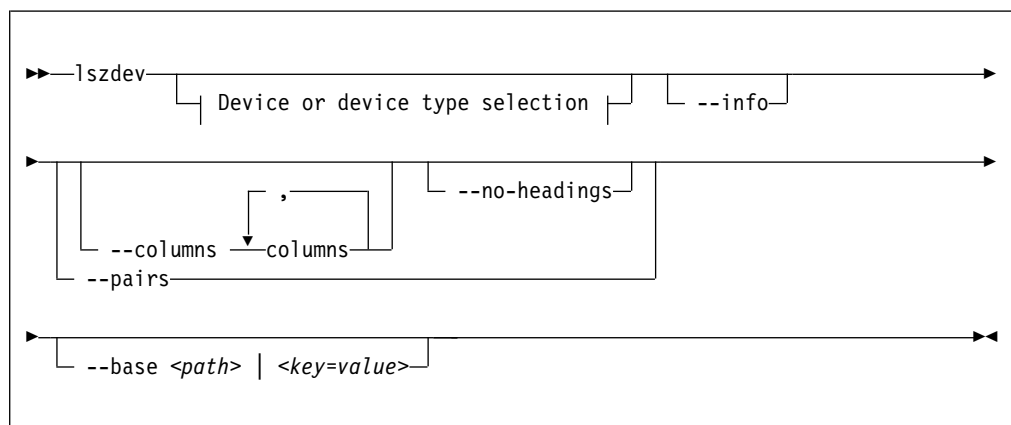 lszdev
Device or device type selection
--info
,
--no-headings
--columns columns
--pairs
--base <path> | <key=value>